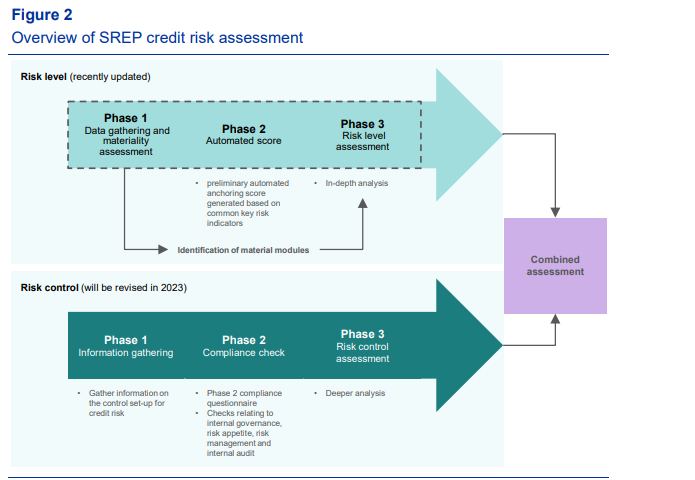 Figure 2
Overview of SREP credit risk assessment
Risk level (recently updated)
Phase 1
Data gathering and
materiality
assessment
Phase 2
Automated score
Phase 3
Risk level
assessment
• preliminary automated
anchoring score
generated based on
common key risk
indicators
• In-depth analysis
Identification of material modules
Combined
assessment
Risk control (will be revised in 2023)
Phase 1
Information gathering
Phase 2
Compliance check
Phase 3
Risk control
assessment
• Gather information on
the control set-up for
credit risk
• Phase 2 compliance
questionnaire
• Checks relating to
internal governance,
risk appetite, risk
management and
internal audit
• Deeper analysis